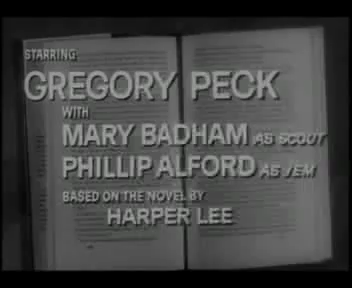 STARRING
GREGORY PECK
WITH
MARY BADHAM AS SCOUT
PHILLIP ALFORD AS JEM
BASED ON THE NOVEL BY
HARPER LEE